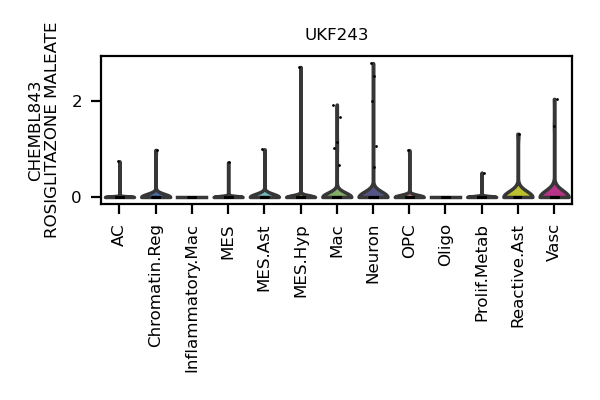 UKF243
CHEMBL843
ROSIGLITAZONE MALEATE
2
0
AC
Chromatin.Reg
Inflammatory.Mac
MES
MES.Ast
MES.Hyp
Mac
Neuron
OPC
Oligo
Prolif.Metab
Reactive.Ast
Vasc